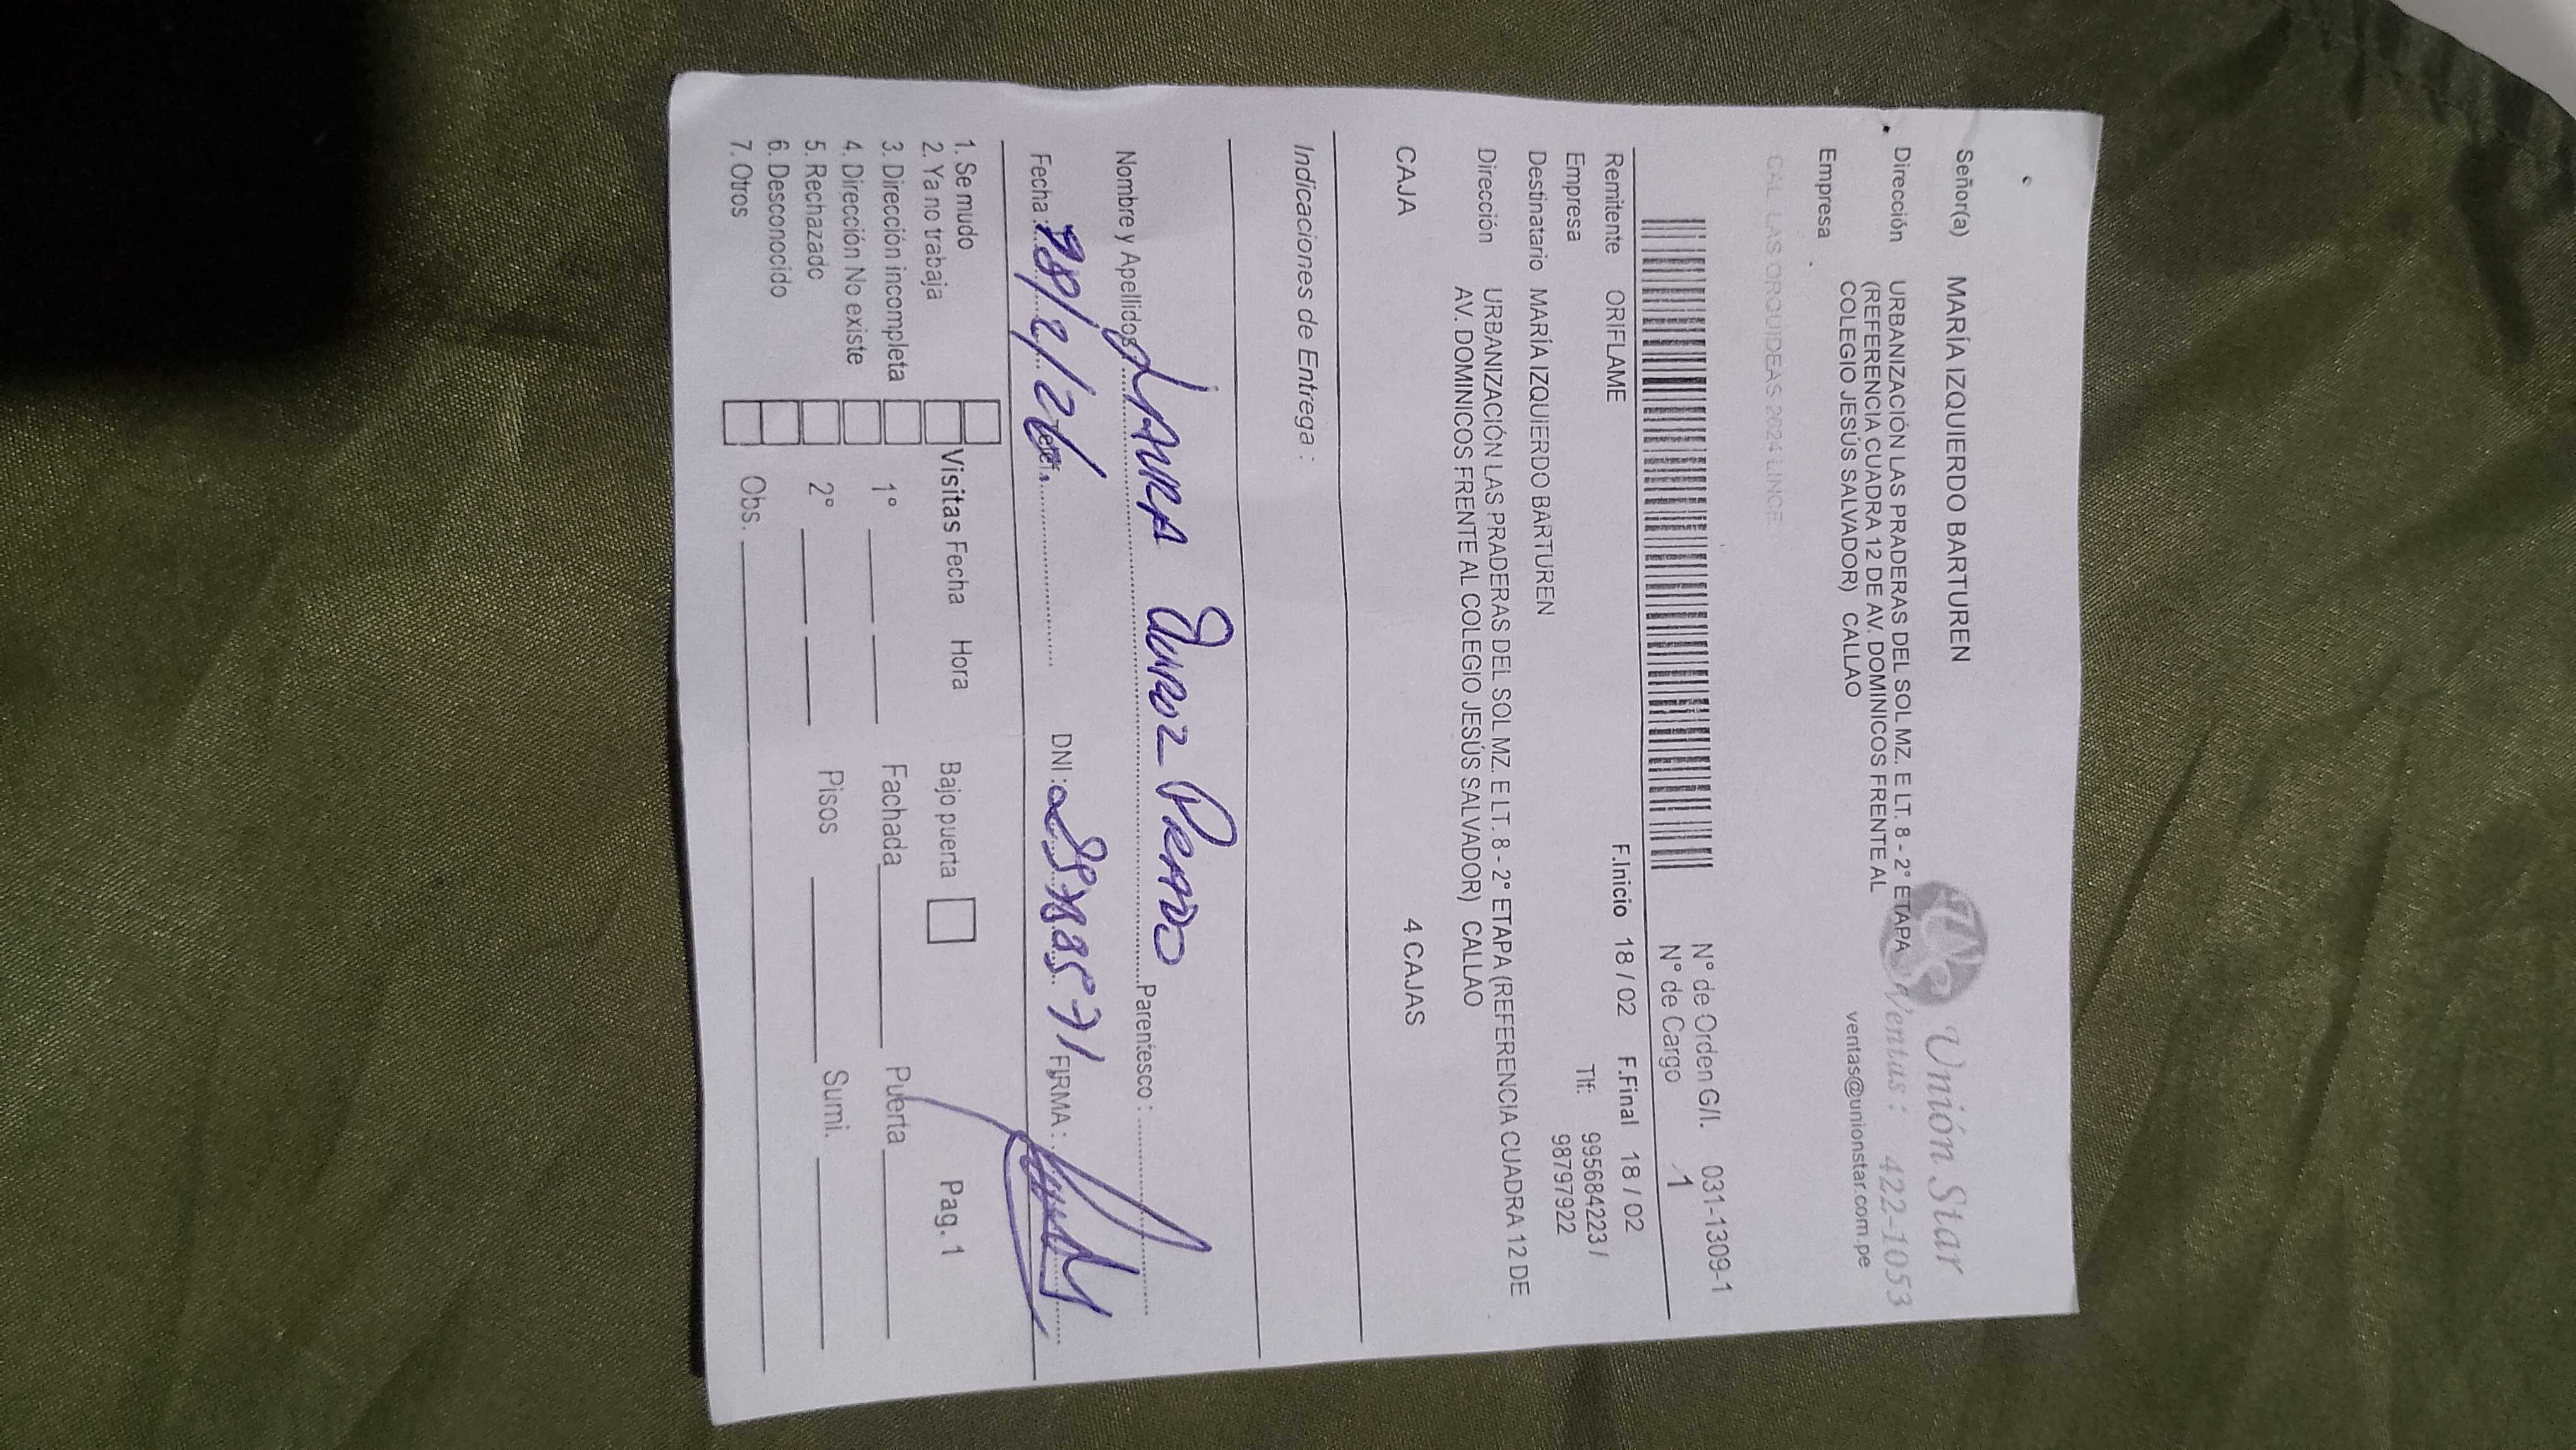 Unión Star
Ventas: 422-1053
ventas@unionstar.com.pe
Señor(a) MARÍA IZQUIERDO BARTUREN
Dirección URBANIZACIÓN LAS PRADERAS DEL SOL MZ. E LT. 8 - 2° ETAPA
(REFERENCIA CUADRA 12 DE AV. DOMINICOS FRENTE AL
COLEGIO JESÚS SALVADOR) CALLAO
Empresa
CAL. LAS ORQUIDEAS 2624 LINCE
N° de Orden G/I. 031-1309-1
N° de Cargo 1
Remitente ORIFLAME F.Inicio 18 / 02 F.Final 18 / 02
Empresa Tlf: 995684223 /
98797922
Destinatario MARÍA IZQUIERDO BARTUREN
Dirección URBANIZACIÓN LAS PRADERAS DEL SOL MZ. E LT. 8 - 2° ETAPA (REFERENCIA CUADRA 12 DE
AV. DOMINICOS FRENTE AL COLEGIO JESÚS SALVADOR) CALLAO
CAJA 4 CAJAS
Indicaciones de Entrega :
Nombre y Apellidos LAURA Parentesco :
Fecha : DNI : FIRMA :
1. Se mudo
2. Ya no trabaja Visitas Fecha Hora Bajo puerta Pag. 1
3. Dirección incompleta 1° Fachada Puerta
4. Dirección No existe
5. Rechazado 2° Pisos Sumi.
6. Desconocido
7. Otros Obs.